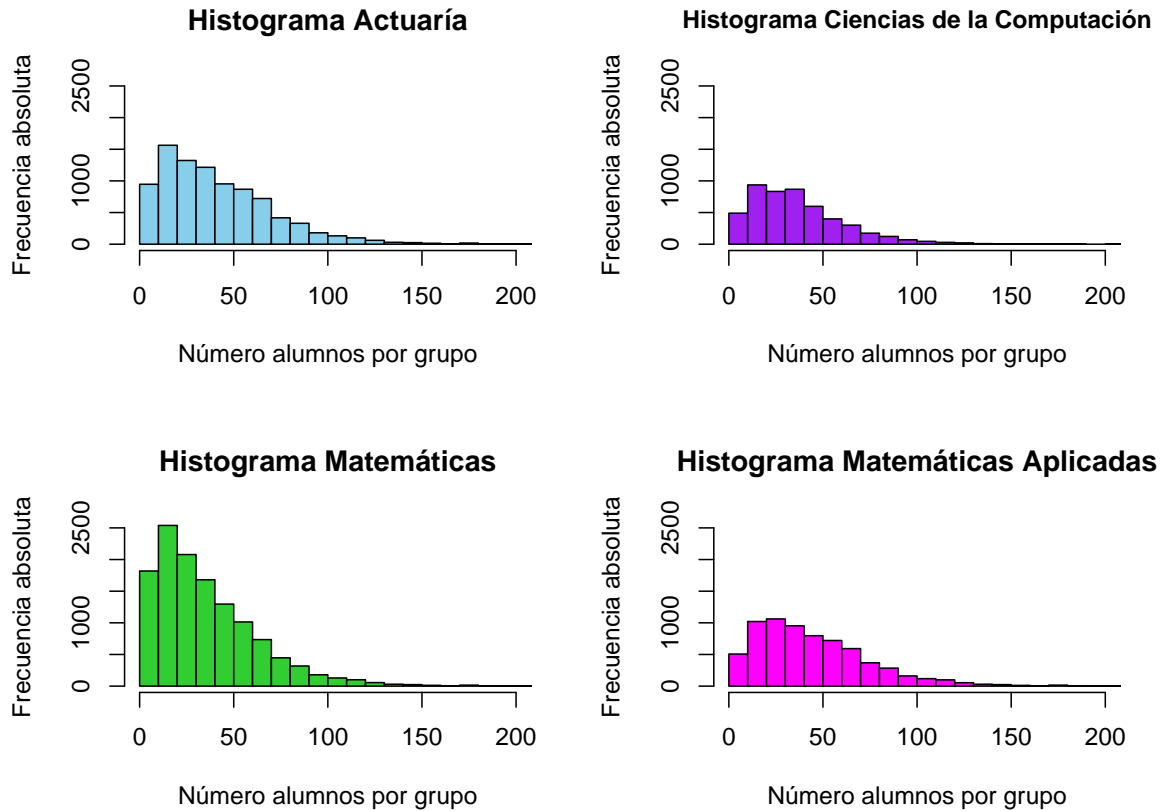 Histograma Actuaría
Frecuencia absoluta
0 1000 2500
0 50 100 150 200
Número alumnos por grupo
Histograma Ciencias de la Computación
Frecuencia absoluta
0 1000 2500
0 50 100 150 200
Número alumnos por grupo
Histograma Matemáticas
Frecuencia absoluta
0 1000 2500
0 50 100 150 200
Número alumnos por grupo
Histograma Matemáticas Aplicadas
Frecuencia absoluta
0 1000 2500
0 50 100 150 200
Número alumnos por grupo